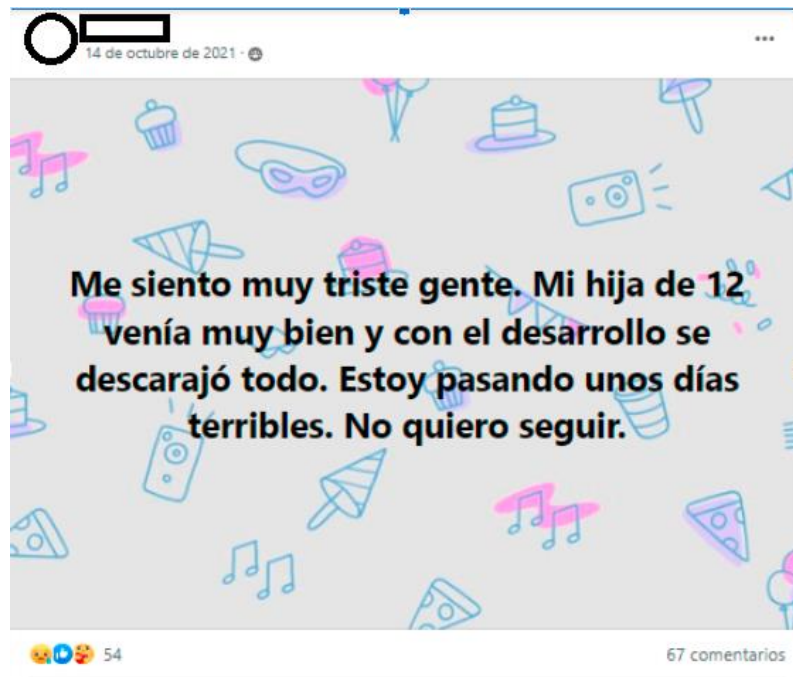 14 de octubre de 2021 ·
Me siento muy triste gente. Mi hija de 12
venía muy bien y con el desarrollo se
descarajó todo. Estoy pasando unos días
terribles. No quiero seguir.
54
67 comentarios